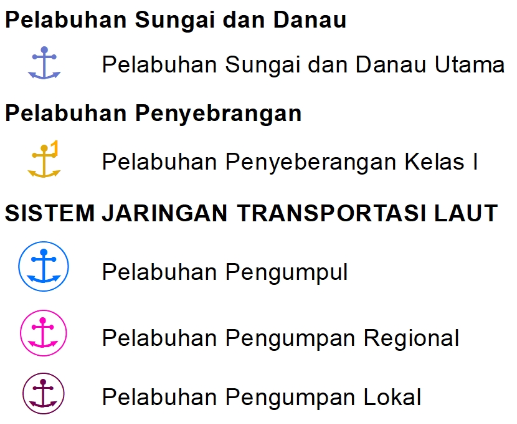 Pelabuhan Sungai dan Danau
Pelabuhan Sungai dan Danau Utama
Pelabuhan Penyebrangan
1
Pelabuhan Penyeberangan Kelas I
SISTEM JARINGAN TRANSPORTASI LAUT
Pelabuhan Pengumpul
Pelabuhan Pengumpan Regional
Pelabuhan Pengumpan Lokal